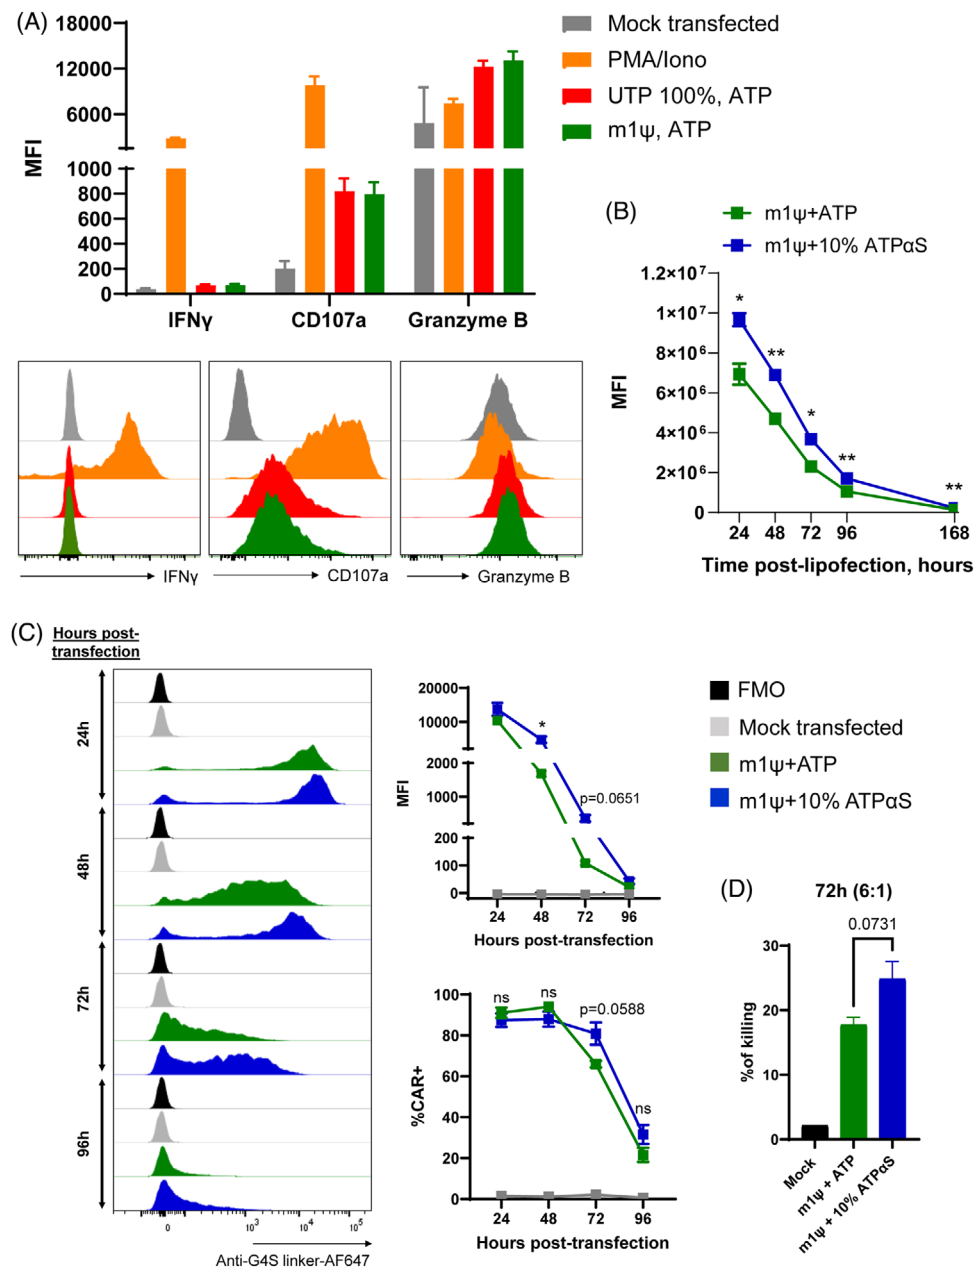 (A)
18000
12000
6000
1000
800
600
400
200
0
MFI
IFNγ
CD107a
Granzyme B
Mock transfected
PMA/Iono
UTP 100%, ATP
m1ψ, ATP
IFNγ
CD107a
Granzyme B
(B)
m1ψ+ATP
m1ψ+10% ATPαS
1.2×10⁷
1×10⁷
8×10⁶
6×10⁶
4×10⁶
2×10⁶
0
MFI
*
**
*
**
**
24
48
72
96
168
Time post-lipofection, hours
(C)
Hours post-
transfection
24h
48h
72h
96h
0
10³
10⁴
10⁵
Anti-G4S linker-AF647
20000
10000
2000
1000
200
100
0
MFI
*
p=0.0651
24
48
72
96
Hours post-transfection
100
80
60
40
20
0
%CAR+
ns
ns
p=0.0588
ns
24
48
72
96
Hours post-transfection
FMO
Mock transfected
m1ψ+ATP
m1ψ+10% ATPαS
(D)
72h (6:1)
0.0731
30
20
10
0
%of killing
Mock
m1ψ + ATP
m1ψ + 10% ATPαS